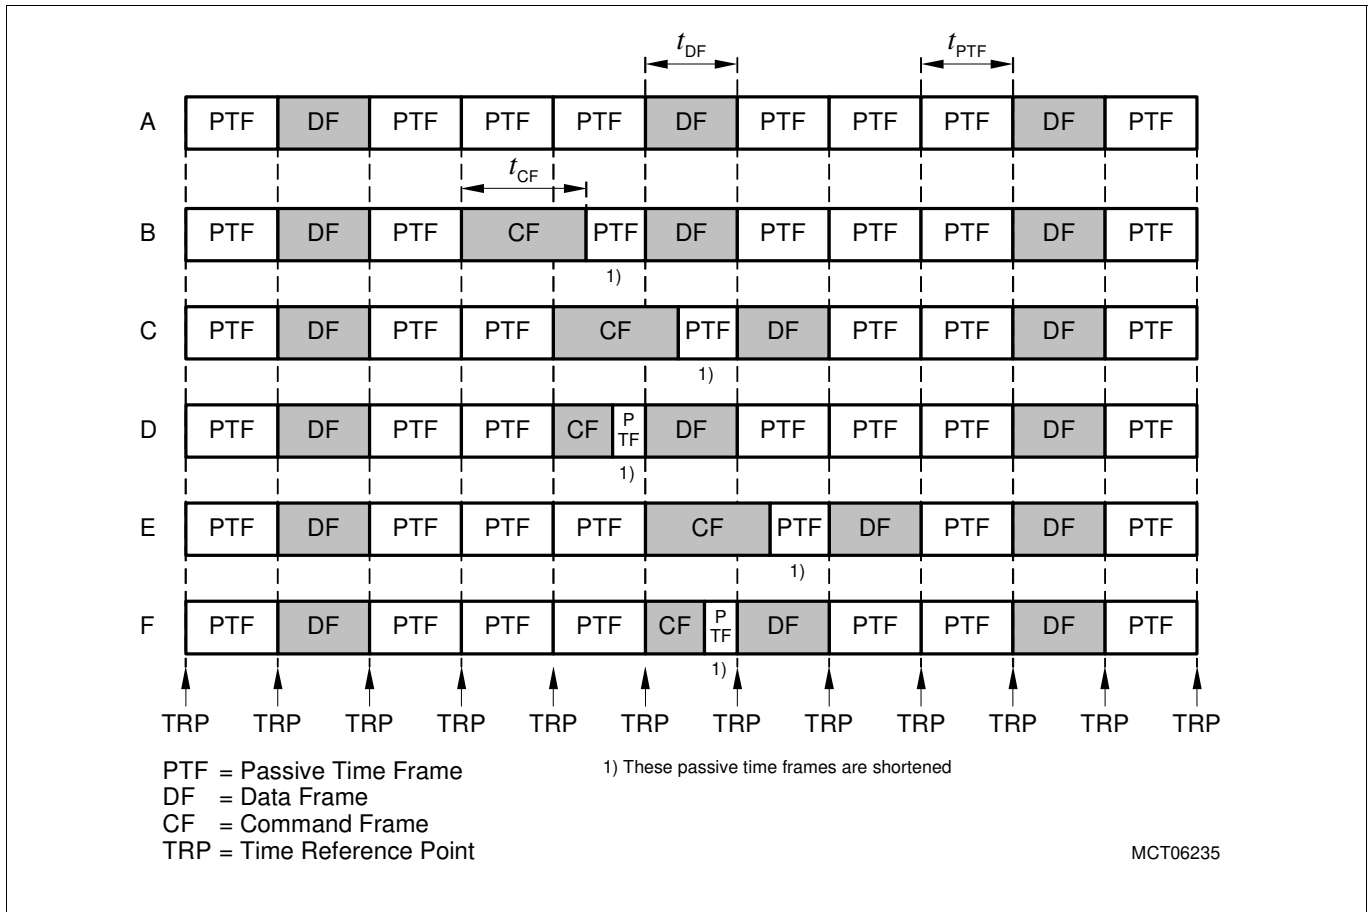 tDF tPTF
A PTF DF PTF PTF PTF DF PTF PTF PTF DF PTF
tCF
B PTF DF PTF CF PTF DF PTF PTF PTF DF PTF
1)
C PTF DF PTF PTF CF PTF DF PTF PTF DF PTF
1)
D PTF DF PTF PTF CF P TF DF PTF PTF PTF DF PTF
1)
E PTF DF PTF PTF PTF CF PTF DF PTF DF PTF
1)
F PTF DF PTF PTF PTF CF P TF DF PTF PTF DF PTF
1)
TRP TRP TRP TRP TRP TRP TRP TRP TRP TRP TRP TRP
PTF = Passive Time Frame
1) These passive time frames are shortened
DF = Data Frame
CF = Command Frame
TRP = Time Reference Point
MCT06235